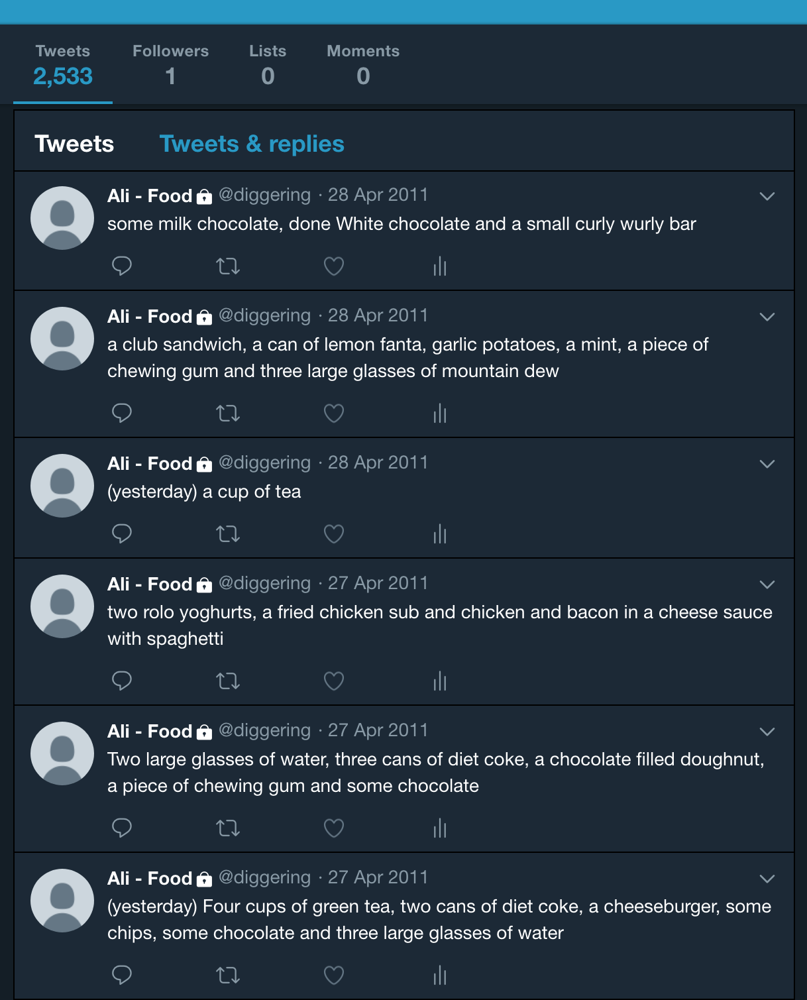 Tweets Followers Lists Moments
2,533 1 0 0
Tweets Tweets & replies
Ali - Food @diggering · 28 Apr 2011
some milk chocolate, done White chocolate and a small curly wurly bar
Ali - Food @diggering · 28 Apr 2011
a club sandwich, a can of lemon fanta, garlic potatoes, a mint, a piece of
chewing gum and three large glasses of mountain dew
Ali - Food @diggering · 28 Apr 2011
(yesterday) a cup of tea
Ali - Food @diggering · 27 Apr 2011
two rolo yoghurts, a fried chicken sub and chicken and bacon in a cheese sauce
with spaghetti
Ali - Food @diggering · 27 Apr 2011
Two large glasses of water, three cans of diet coke, a chocolate filled doughnut,
a piece of chewing gum and some chocolate
Ali - Food @diggering · 27 Apr 2011
(yesterday) Four cups of green tea, two cans of diet coke, a cheeseburger, some
chips, some chocolate and three large glasses of water